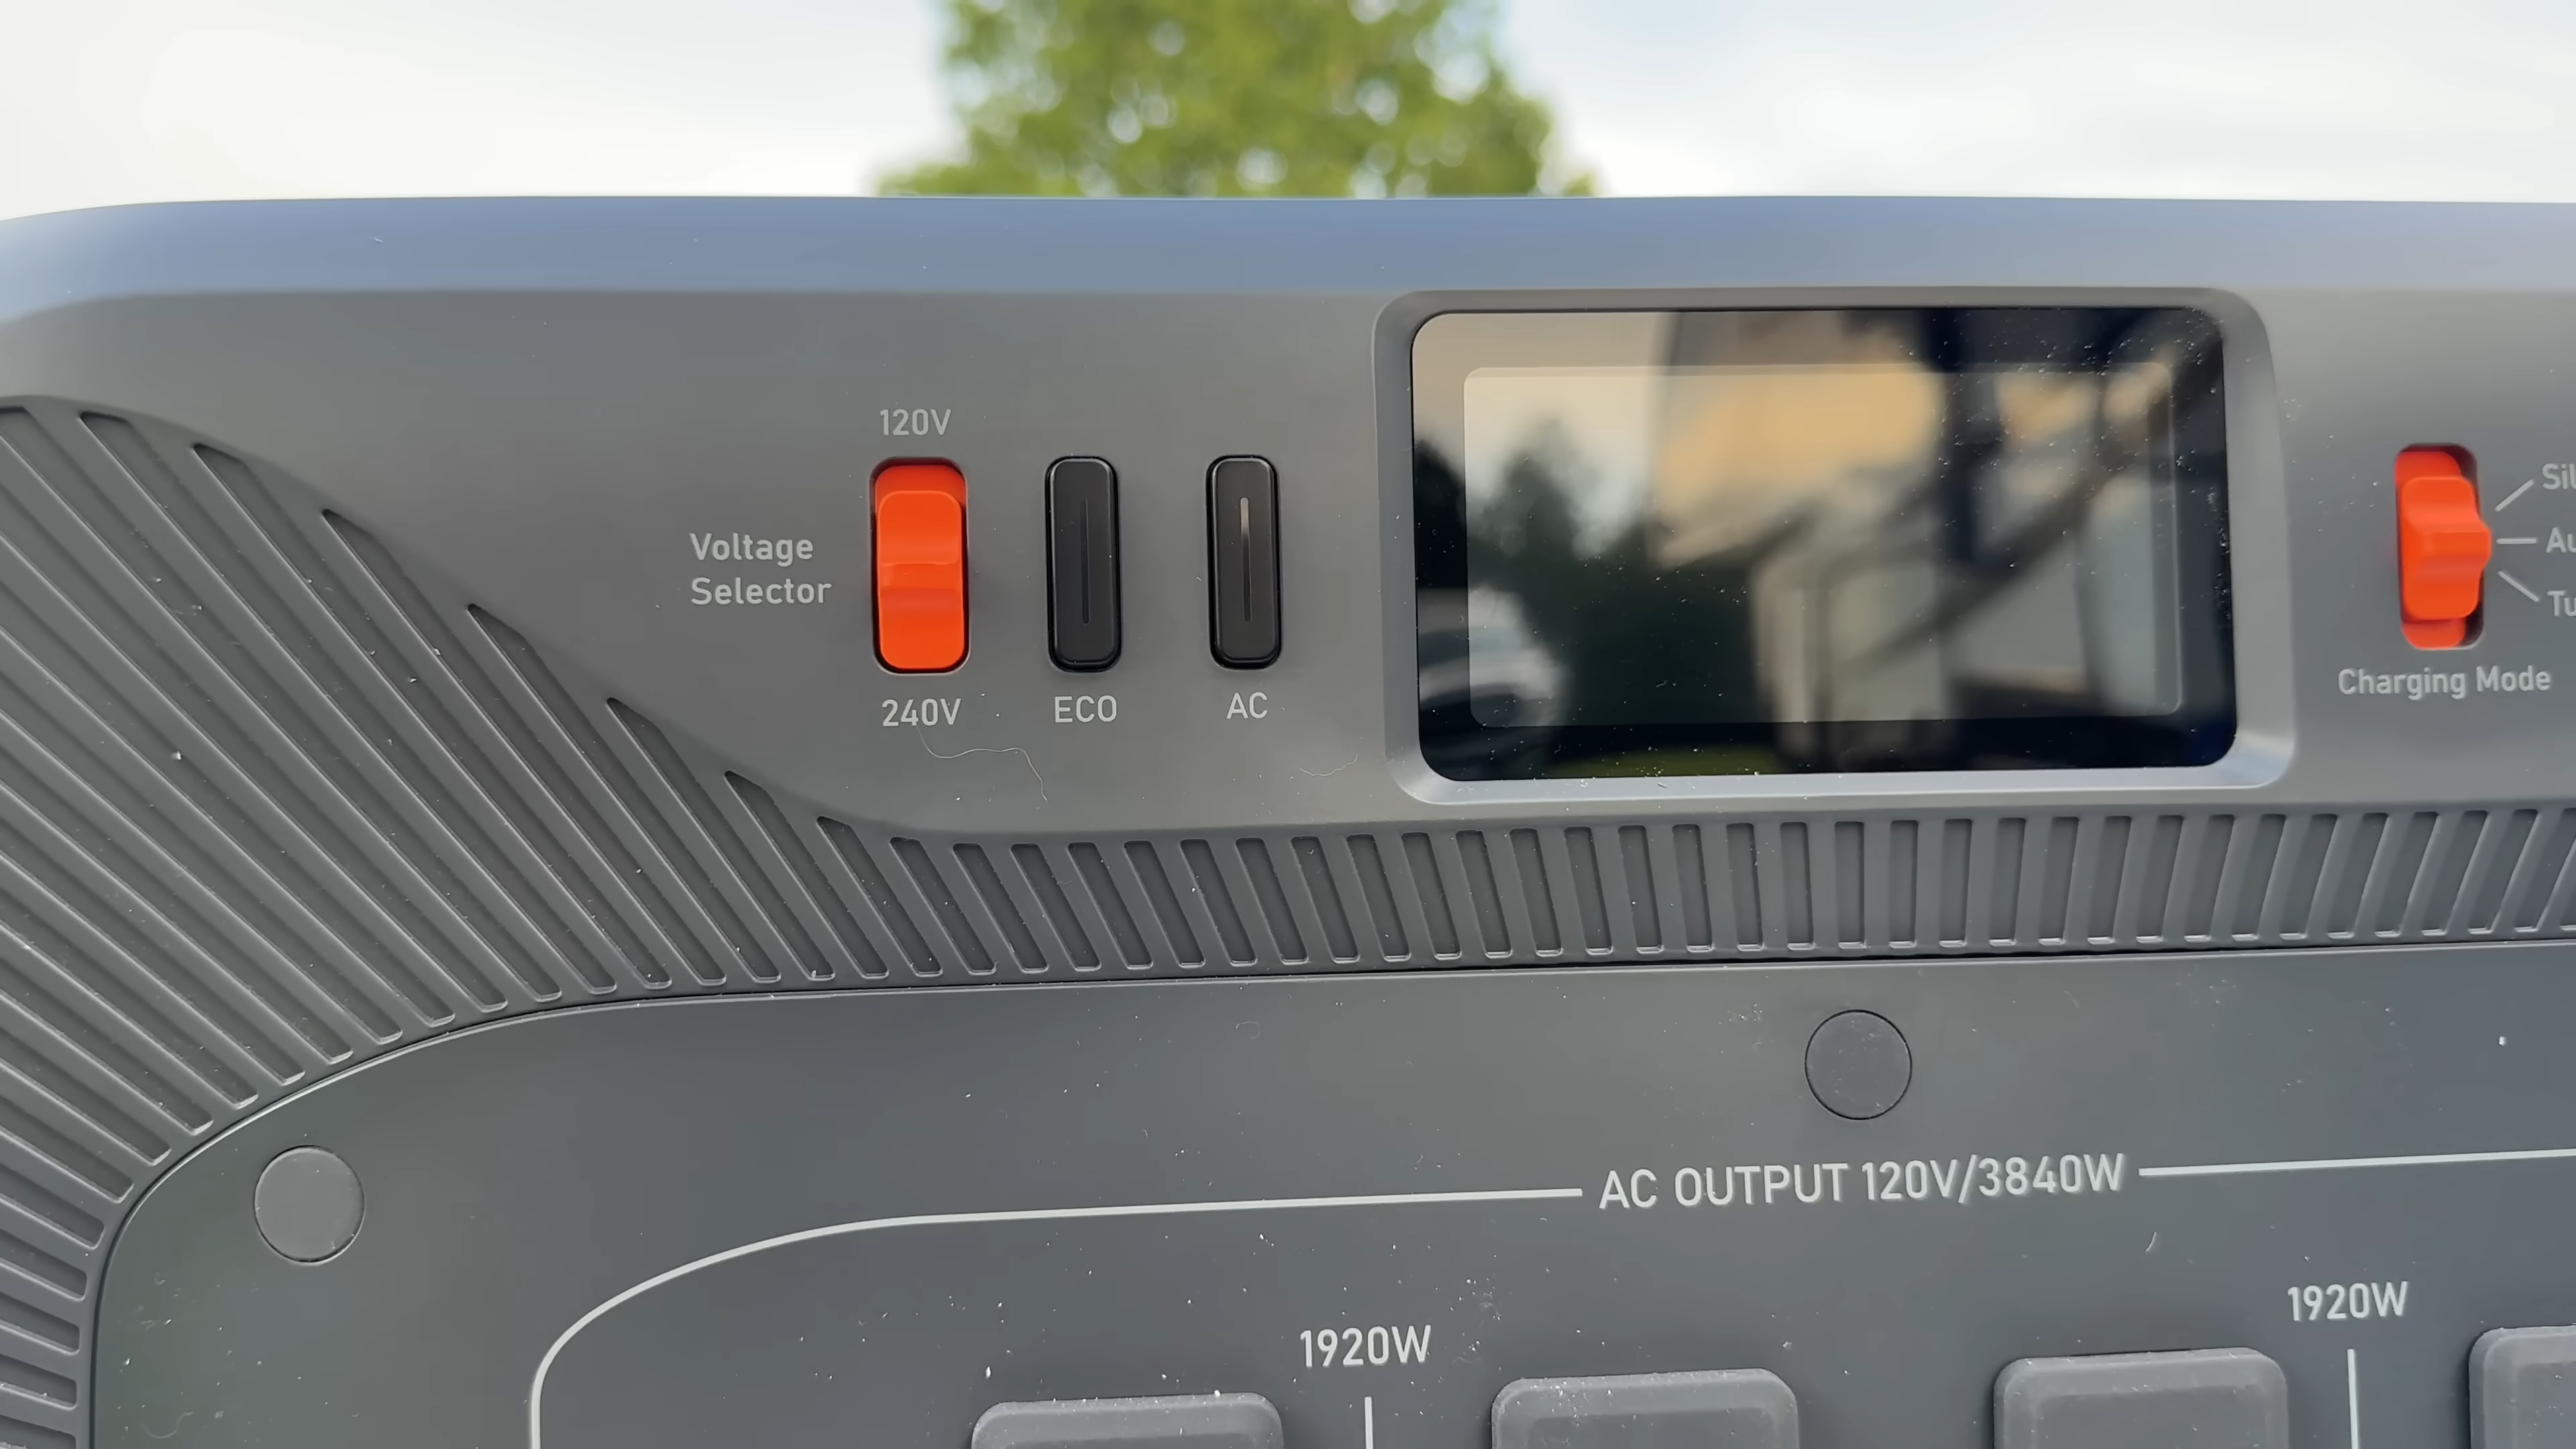 120V
Voltage
Selector
240V
ECO
AC
Charging Mode
AC OUTPUT 120V/3840W
1920W
1920W